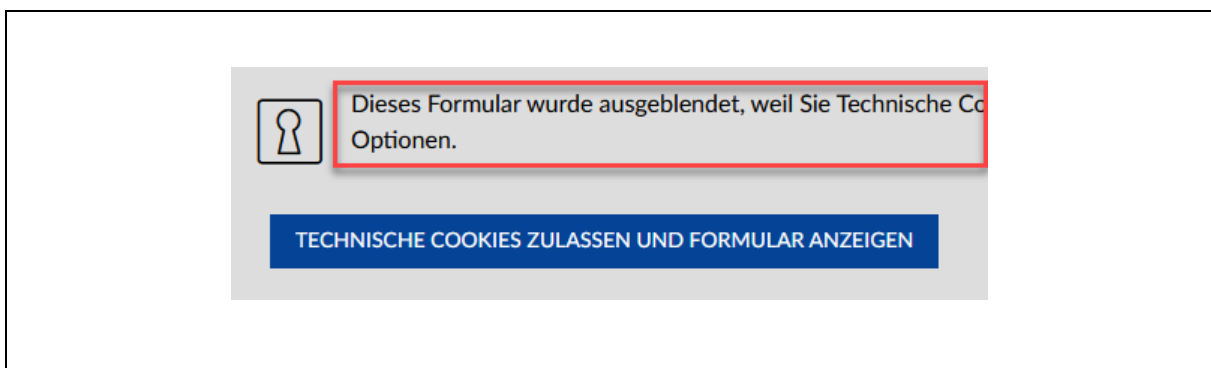 Dieses Formular wurde ausgeblendet, weil Sie Technische
Optionen.
TECHNISCHE COOKIES ZULASSEN UND FORMULAR ANZEIGEN